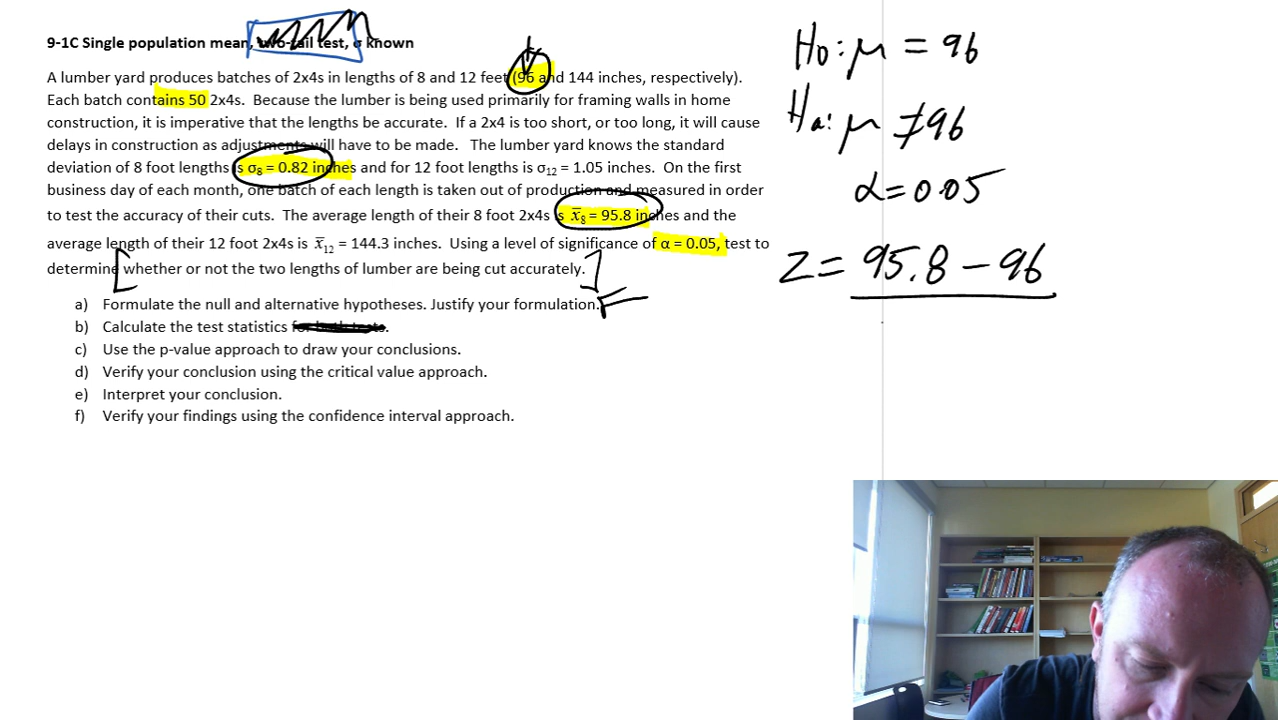 9-1C Single population mean, two-tail test, σ known
A lumber yard produces batches of 2x4s in lengths of 8 and 12 feet (96 and 144 inches, respectively).
Each batch contains 50 2x4s. Because the lumber is being used primarily for framing walls in home
construction, it is imperative that the lengths be accurate. If a 2x4 is too short, or too long, it will cause
delays in construction as adjustments will have to be made. The lumber yard knows the standard
deviation of 8 foot lengths is σ₈ = 0.82 inches and for 12 foot lengths is σ₁₂ = 1.05 inches. On the first
business day of each month, one batch of each length is taken out of production and measured in order
to test the accuracy of their cuts. The average length of their 8 foot 2x4s is x̅₈ = 95.8 inches and the
average length of their 12 foot 2x4s is x̅₁₂ = 144.3 inches. Using a level of significance of α = 0.05, test to
determine whether or not the two lengths of lumber are being cut accurately.
a) Formulate the null and alternative hypotheses. Justify your formulation.
b) Calculate the test statistics for both tests.
c) Use the p-value approach to draw your conclusions.
d) Verify your conclusion using the critical value approach.
e) Interpret your conclusion.
f) Verify your findings using the confidence interval approach.
Ho: μ = 96
Ha: μ ≠ 96
α = 0.05
Z = 95.8 − 96